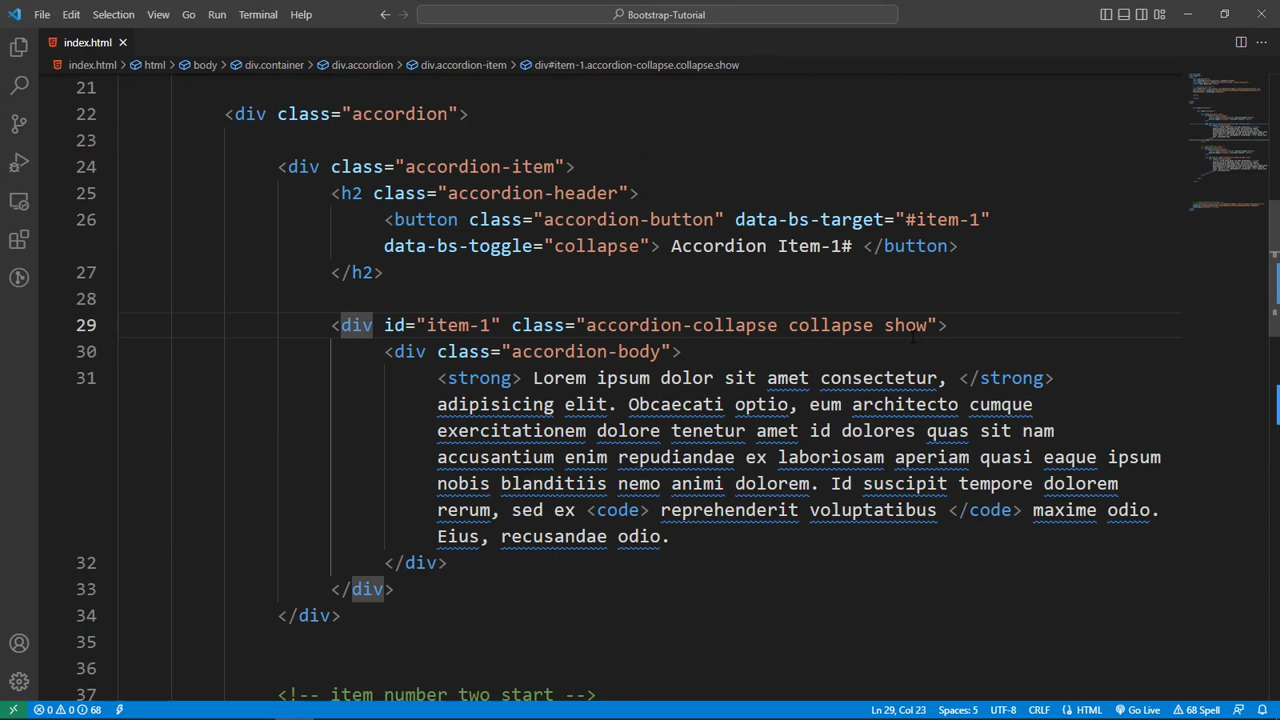 File Edit Selection View Go Run Terminal Help Bootstrap-Tutorial
index.html
index.html > html > body > div.container > div.accordion > div.accordion-item > div#item-1.accordion-collapse.collapse.show
21
22 <div class="accordion">
23
24 <div class="accordion-item">
25 <h2 class="accordion-header">
26 <button class="accordion-button" data-bs-target="#item-1"
data-bs-toggle="collapse"> Accordion Item-1# </button>
27 </h2>
28
29 <div id="item-1" class="accordion-collapse collapse show">
30 <div class="accordion-body">
31 <strong> Lorem ipsum dolor sit amet consectetur, </strong>
adipisicing elit. Obcaecati optio, eum architecto cumque
exercitationem dolore tenetur amet id dolores quas sit nam
accusantium enim repudiandae ex laboriosam aperiam quasi eaque ipsum
nobis blanditiis nemo animi dolorem. Id suscipit tempore dolorem
rerum, sed ex <code> reprehenderit voluptatibus </code> maxime odio.
Eius, recusandae odio.
32 </div>
33 </div>
34 </div>
35
36
37 <!-- item number two start -->
0 0 68 Ln 29, Col 23 Spaces: 5 UTF-8 CRLF HTML Go Live 68 Spell